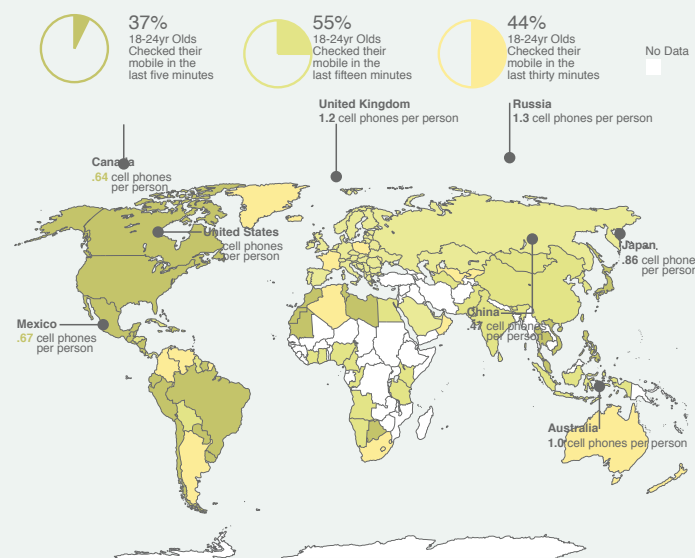 37%
18-24yr Olds
Checked their
mobile in the
last five minutes
55%
18-24yr Olds
Checked their
mobile in the
last fifteen minutes
44%
18-24yr Olds
Checked their
mobile in the
last thirty minutes
No Data
United Kingdom
1.2 cell phones per person
Russia
1.3 cell phones per person
Canada
.64 cell phones
per person
United States
cell phones
per person
Japan
.86 cell phone
per person
Mexico
.67 cell phones
per person
China
.47 cell phones
per person
Australia
1.0 cell phones per person